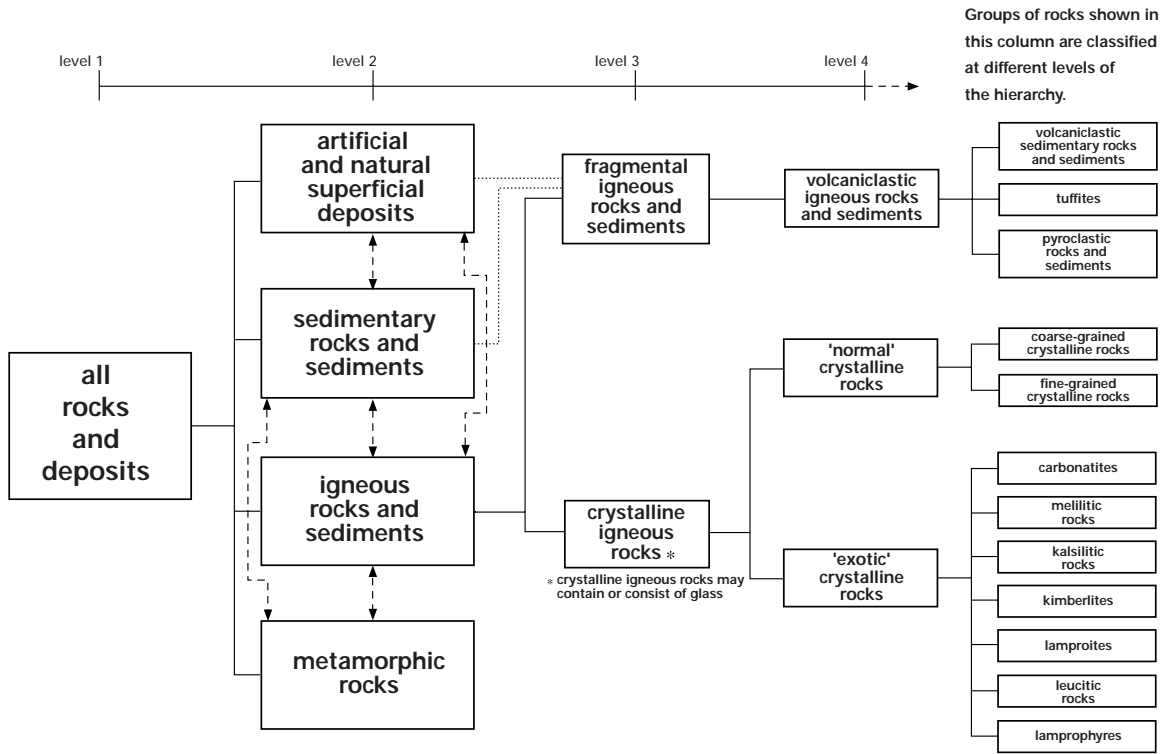 Groups of rocks shown in
this column are classified
at different levels of
the hierarchy.
level 1
level 2
level 3
level 4
all
rocks
and
deposits
artificial
and natural
superficial
deposits
sedimentary
rocks and
sediments
igneous
rocks and
sediments
metamorphic
rocks
fragmental
igneous
rocks and
sediments
crystalline
igneous
rocks *
* crystalline igneous rocks may
contain or consist of glass
volcaniclastic
igneous rocks
and sediments
'normal'
crystalline
rocks
'exotic'
crystalline
rocks
volcaniclastic
sedimentary rocks
and sediments
tuffites
pyroclastic
rocks and
sediments
coarse-grained
crystalline rocks
fine-grained
crystalline rocks
carbonatites
melilitic
rocks
kalsilitic
rocks
kimberlites
lamproites
leucitic
rocks
lamprophyres